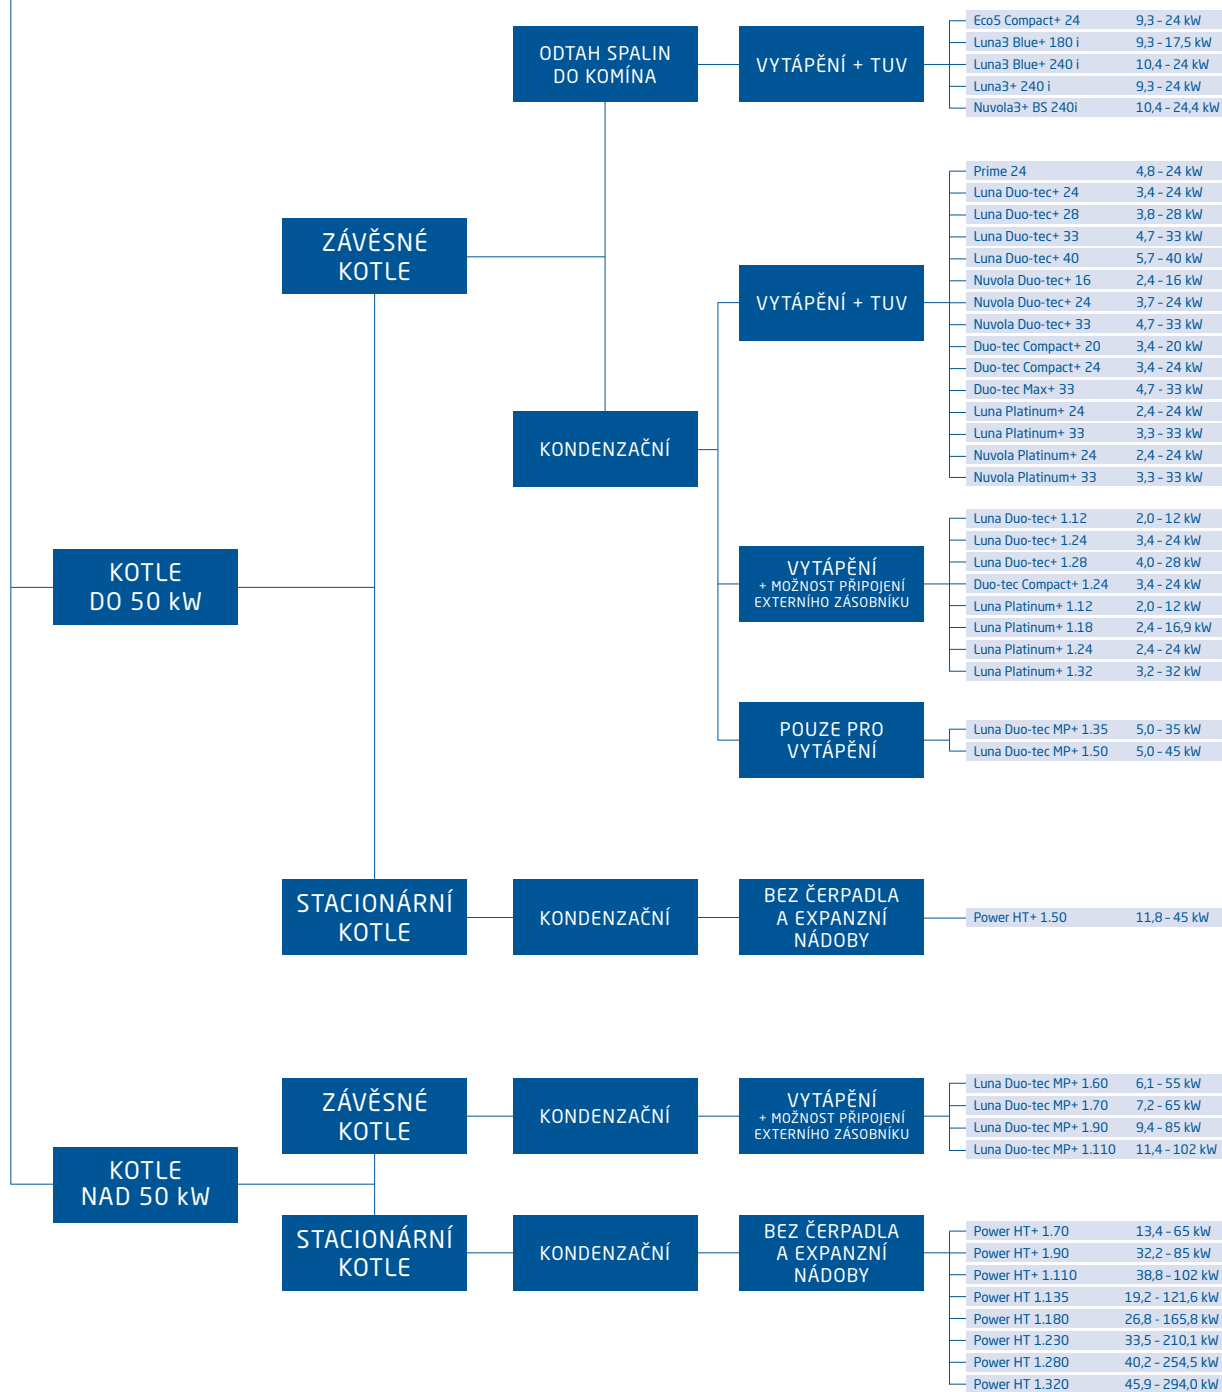 ODTAH SPALIN
DO KOMÍNA
VYTÁPĚNÍ + TUV
Eco5 Compact+ 24 9,3 – 24 kW
Luna3 Blue+ 180 i 9,3 – 17,5 kW
Luna3 Blue+ 240 i 10,4 – 24 kW
Luna3+ 240 i 9,3 – 24 kW
Nuvola3+ BS 240i 10,4 – 24,4 kW
ZÁVĚSNÉ
KOTLE
KONDENZAČNÍ
VYTÁPĚNÍ + TUV
Prime 24 4,8 – 24 kW
Luna Duo-tec+ 24 3,4 – 24 kW
Luna Duo-tec+ 28 3,8 – 28 kW
Luna Duo-tec+ 33 4,7 – 33 kW
Luna Duo-tec+ 40 5,7 – 40 kW
Nuvola Duo-tec+ 16 2,4 – 16 kW
Nuvola Duo-tec+ 24 3,7 – 24 kW
Nuvola Duo-tec+ 33 4,7 – 33 kW
Duo-tec Compact+ 20 3,4 – 20 kW
Duo-tec Compact+ 24 3,4 – 24 kW
Duo-tec Max+ 33 4,7 - 33 kW
Luna Platinum+ 24 2,4 – 24 kW
Luna Platinum+ 33 3,3 – 33 kW
Nuvola Platinum+ 24 2,4 – 24 kW
Nuvola Platinum+ 33 3,3 – 33 kW
KOTLE
DO 50 kW
VYTÁPĚNÍ
+ MOŽNOST PŘIPOJENÍ
EXTERNÍHO ZÁSOBNÍKU
Luna Duo-tec+ 1.12 2,0 – 12 kW
Luna Duo-tec+ 1.24 3,4 – 24 kW
Luna Duo-tec+ 1.28 4,0 – 28 kW
Duo-tec Compact+ 1.24 3,4 – 24 kW
Luna Platinum+ 1.12 2,0 – 12 kW
Luna Platinum+ 1.18 2,4 – 16,9 kW
Luna Platinum+ 1.24 2,4 – 24 kW
Luna Platinum+ 1.32 3,2 – 32 kW
POUZE PRO
VYTÁPĚNÍ
Luna Duo-tec MP+ 1.35 5,0 – 35 kW
Luna Duo-tec MP+ 1.50 5,0 – 45 kW
STACIONÁRNÍ
KOTLE
KONDENZAČNÍ
BEZ ČERPADLA
A EXPANZNÍ
NÁDOBY
Power HT+ 1.50 11,8 – 45 kW
KOTLE
NAD 50 kW
ZÁVĚSNÉ
KOTLE
KONDENZAČNÍ
VYTÁPĚNÍ
+ MOŽNOST PŘIPOJENÍ
EXTERNÍHO ZÁSOBNÍKU
Luna Duo-tec MP+ 1.60 6,1 – 55 kW
Luna Duo-tec MP+ 1.70 7,2 – 65 kW
Luna Duo-tec MP+ 1.90 9,4 – 85 kW
Luna Duo-tec MP+ 1.110 11,4 – 102 kW
STACIONÁRNÍ
KOTLE
KONDENZAČNÍ
BEZ ČERPADLA
A EXPANZNÍ
NÁDOBY
Power HT+ 1.70 13,4 – 65 kW
Power HT+ 1.90 32,2 – 85 kW
Power HT+ 1.110 38,8 – 102 kW
Power HT 1.135 19,2 - 121,6 kW
Power HT 1.180 26,8 - 165,8 kW
Power HT 1.230 33,5 – 210,1 kW
Power HT 1.280 40,2 – 254,5 kW
Power HT 1.320 45,9 – 294,0 kW